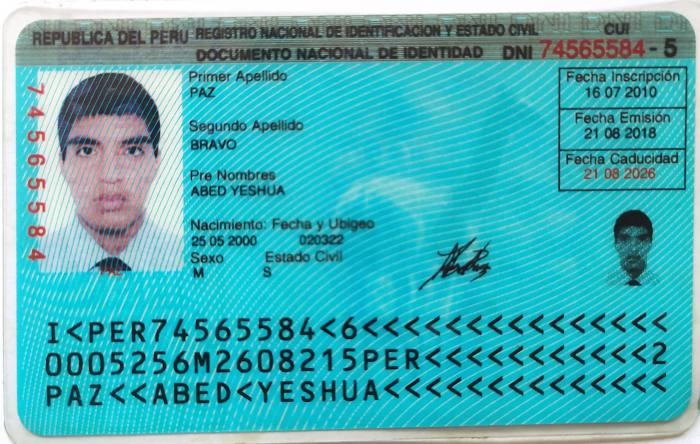 REPUBLICA DEL PERU REGISTRO NACIONAL DE IDENTIFICACION Y ESTADO CIVIL CUI
DOCUMENTO NACIONAL DE IDENTIDAD DNI 74565584 - 5
74565584
Primer Apellido
PAZ
Segundo Apellido
BRAVO
Pre Nombres
ABED YESHUA
Nacimiento: Fecha y Ubigeo
25 05 2000 020322
Sexo Estado Civil
M S
Fecha Inscripción
16 07 2010
Fecha Emisión
21 08 2018
Fecha Caducidad
21 08 2026
I<PER74565584<6<<<<<<<<<<<<<<<
0005256M2608215PER<<<<<<<<<<<2
PAZ<<ABED<YESHUA<<<<<<<<<<<<<<